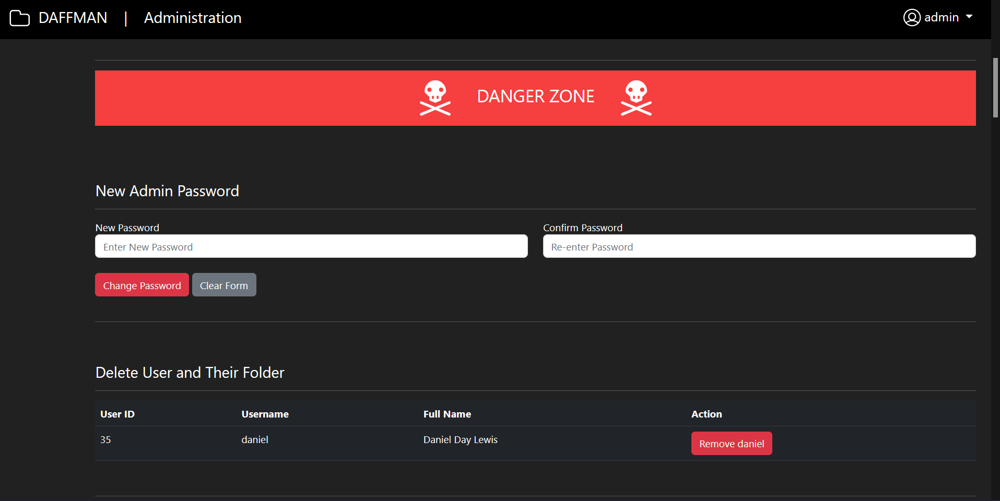 DAFFMAN | Administration admin
DANGER ZONE
New Admin Password
New Password Confirm Password
Enter New Password Re-enter Password
Change Password Clear Form
Delete User and Their Folder
User ID Username Full Name Action
35 daniel Daniel Day Lewis Remove daniel